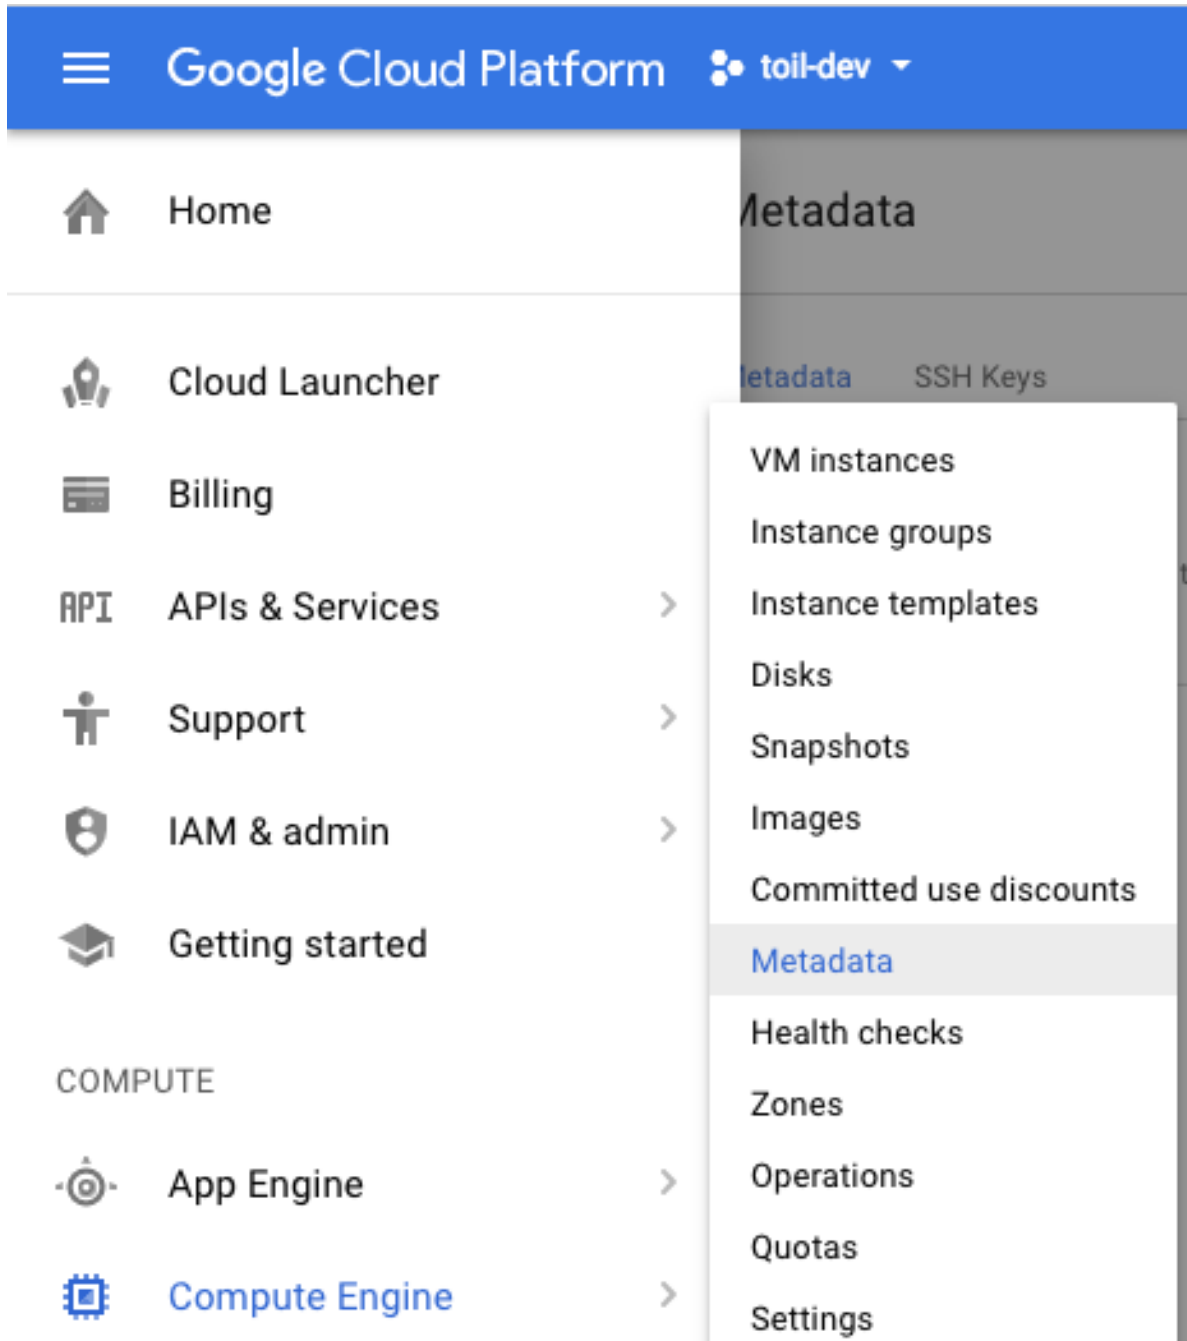 Google Cloud Platform toil-dev
Home
Metadata
Cloud Launcher
Metadata SSH Keys
Billing
API APIs & Services
Support
IAM & admin
Getting started
COMPUTE
App Engine
Compute Engine
VM instances
Instance groups
Instance templates
Disks
Snapshots
Images
Committed use discounts
Metadata
Health checks
Zones
Operations
Quotas
Settings